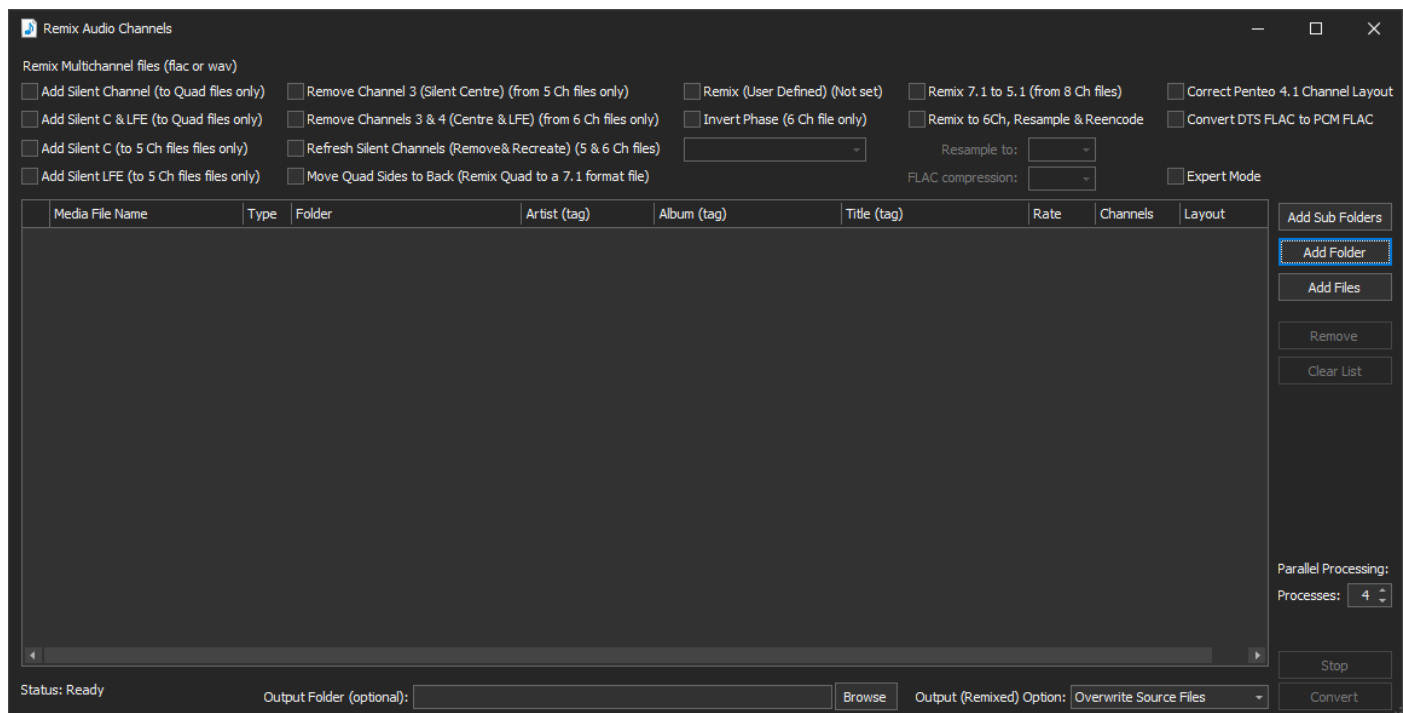 Remix Audio Channels
Remix Multichannel files (flac or wav)
Add Silent Channel (to Quad files only) Remove Channel 3 (Silent Centre) (from 5 Ch files only) Remix (User Defined) (Not set) Remix 7.1 to 5.1 (from 8 Ch files) Correct Penteo 4.1 Channel Layout
Add Silent C & LFE (to Quad files only) Remove Channels 3 & 4 (Centre & LFE) (from 6 Ch files only) Invert Phase (6 Ch file only) Remix to 6Ch, Resample & Reencode Convert DTS FLAC to PCM FLAC
Add Silent C (to 5 Ch files files only) Refresh Silent Channels (Remove& Recreate) (5 & 6 Ch files) Resample to:
Add Silent LFE (to 5 Ch files files only) Move Quad Sides to Back (Remix Quad to a 7.1 format file) FLAC compression: Expert Mode
Media File Name Type Folder Artist (tag) Album (tag) Title (tag) Rate Channels Layout Add Sub Folders
Add Folder
Add Files
Remove
Clear List
Parallel Processing:
Processes: 4
Stop
Status: Ready Output Folder (optional): Browse Output (Remixed) Option: Overwrite Source Files Convert